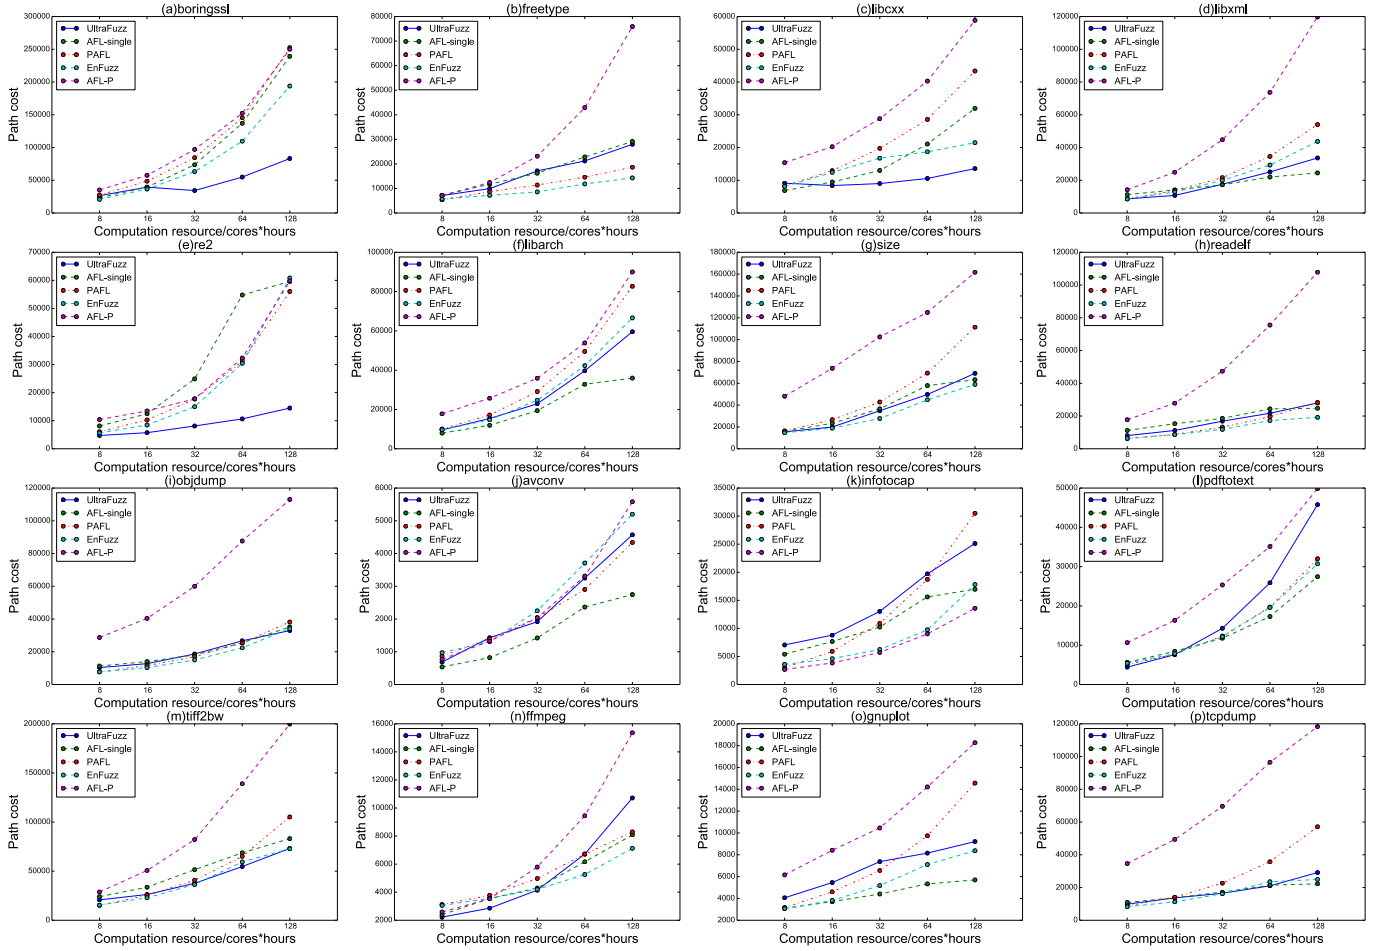 (a)boringssl
Path cost
300000
250000
200000
150000
100000
50000
0
UltraFuzz
AFL-single
PAFL
EnFuzz
AFL-P
8 16 32 64 128
Computation resource/cores*hours
(b)freetype
Path cost
80000
70000
60000
50000
40000
30000
20000
10000
0
UltraFuzz
AFL-single
PAFL
EnFuzz
AFL-P
8 16 32 64 128
Computation resource/cores*hours
(c)libcxx
Path cost
60000
50000
40000
30000
20000
10000
0
UltraFuzz
AFL-single
PAFL
EnFuzz
AFL-P
8 16 32 64 128
Computation resource/cores*hours
(d)libxml
Path cost
120000
100000
80000
60000
40000
20000
0
UltraFuzz
AFL-single
PAFL
EnFuzz
AFL-P
8 16 32 64 128
Computation resource/cores*hours
(e)re2
Path cost
70000
60000
50000
40000
30000
20000
10000
0
UltraFuzz
AFL-single
PAFL
EnFuzz
AFL-P
8 16 32 64 128
Computation resource/cores*hours
(f)libarch
Path cost
100000
80000
60000
40000
20000
0
UltraFuzz
AFL-single
PAFL
EnFuzz
AFL-P
8 16 32 64 128
Computation resource/cores*hours
(g)size
Path cost
180000
160000
140000
120000
100000
80000
60000
40000
20000
0
UltraFuzz
AFL-single
PAFL
EnFuzz
AFL-P
8 16 32 64 128
Computation resource/cores*hours
(h)readelf
Path cost
120000
100000
80000
60000
40000
20000
0
UltraFuzz
AFL-single
PAFL
EnFuzz
AFL-P
8 16 32 64 128
Computation resource/cores*hours
(i)objdump
Path cost
120000
100000
80000
60000
40000
20000
0
UltraFuzz
AFL-single
PAFL
EnFuzz
AFL-P
8 16 32 64 128
Computation resource/cores*hours
(j)avconv
Path cost
6000
5000
4000
3000
2000
1000
0
UltraFuzz
AFL-single
PAFL
EnFuzz
AFL-P
8 16 32 64 128
Computation resource/cores*hours
(k)infotocap
Path cost
35000
30000
25000
20000
15000
10000
5000
0
UltraFuzz
AFL-single
PAFL
EnFuzz
AFL-P
8 16 32 64 128
Computation resource/cores*hours
(l)pdftotext
Path cost
50000
40000
30000
20000
10000
0
UltraFuzz
AFL-single
PAFL
EnFuzz
AFL-P
8 16 32 64 128
Computation resource/cores*hours
(m)tiff2bw
Path cost
200000
150000
100000
50000
0
UltraFuzz
AFL-single
PAFL
EnFuzz
AFL-P
8 16 32 64 128
Computation resource/cores*hours
(n)ffmpeg
Path cost
16000
14000
12000
10000
8000
6000
4000
2000
UltraFuzz
AFL-single
PAFL
EnFuzz
AFL-P
8 16 32 64 128
Computation resource/cores*hours
(o)gnuplot
Path cost
20000
18000
16000
14000
12000
10000
8000
6000
4000
2000
UltraFuzz
AFL-single
PAFL
EnFuzz
AFL-P
8 16 32 64 128
Computation resource/cores*hours
(p)tcpdump
Path cost
120000
100000
80000
60000
40000
20000
0
UltraFuzz
AFL-single
PAFL
EnFuzz
AFL-P
8 16 32 64 128
Computation resource/cores*hours